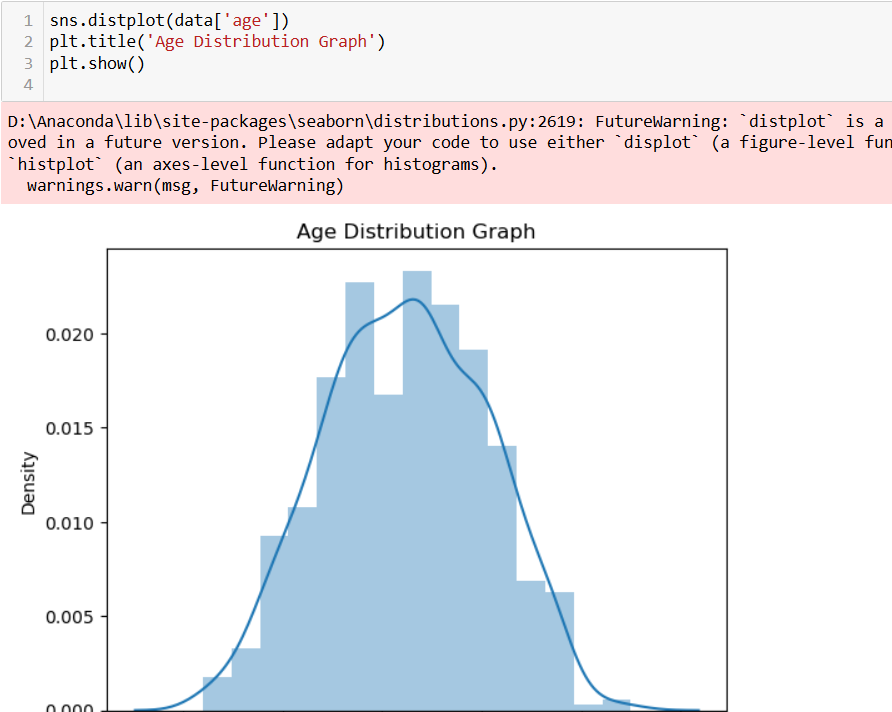 1 sns.distplot(data['age'])
2 plt.title('Age Distribution Graph')
3 plt.show()
4
D:\Anaconda\lib\site-packages\seaborn\distributions.py:2619: FutureWarning: `distplot` is a
oved in a future version. Please adapt your code to use either `displot` (a figure-level fun
`histplot` (an axes-level function for histograms).
warnings.warn(msg, FutureWarning)
Age Distribution Graph
0.020
0.015
Density
0.010
0.005
0.000